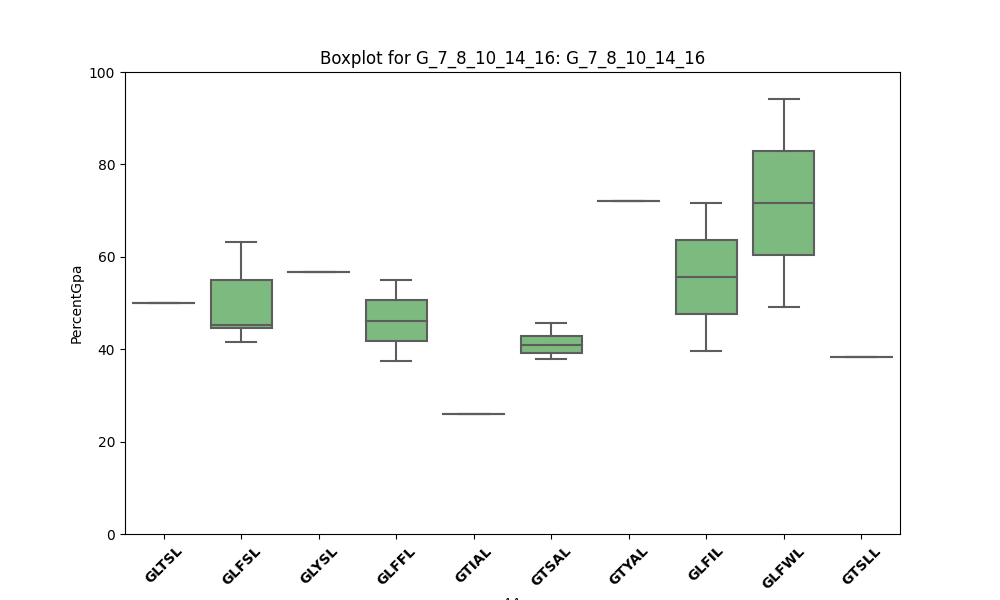 Boxplot for G_7_8_10_14_16: G_7_8_10_14_16
100
80
60
40
20
0
PercentGpa
GLTSL
GLFSL
GLYSL
GLFFL
GTIAL
GTSAL
GTYAL
GLFIL
GLFWL
GTSLL